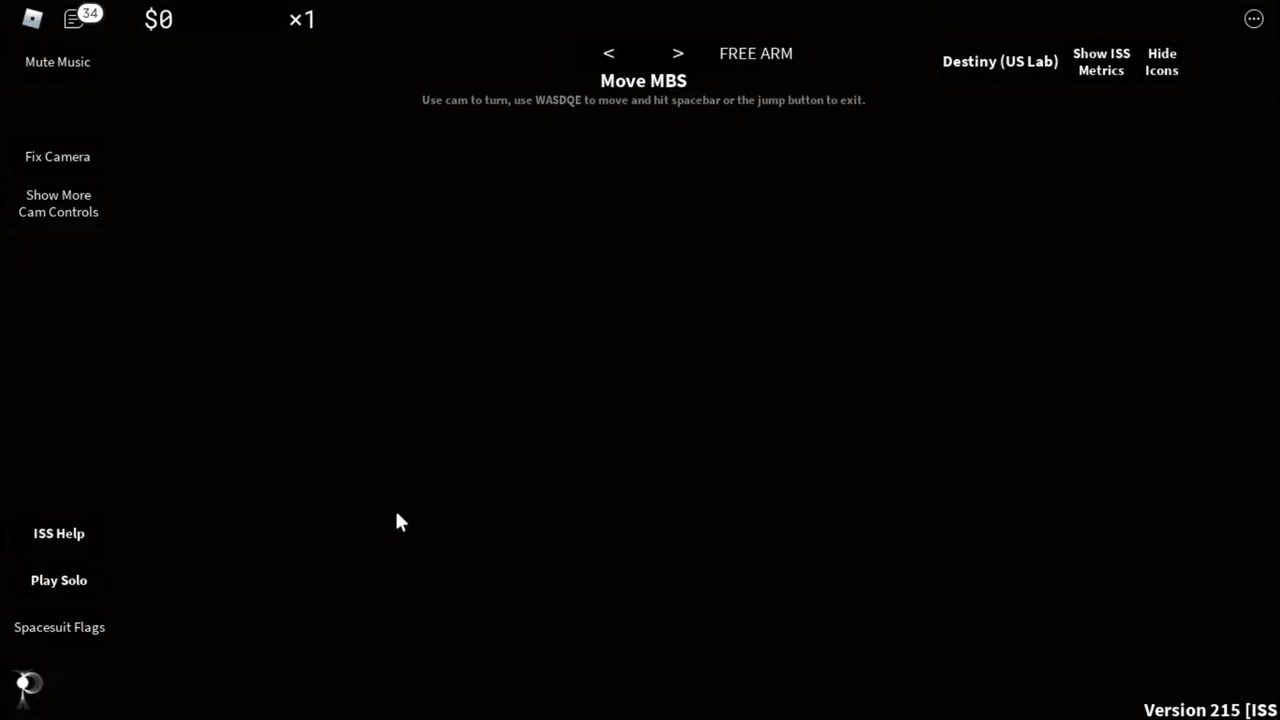 34
$0
×1
Mute Music
< > FREE ARM
Move MBS
Use cam to turn, use WASDQE to move and hit spacebar or the jump button to exit.
Destiny (US Lab)
Show ISS
Metrics
Hide
Icons
Fix Camera
Show More
Cam Controls
ISS Help
Play Solo
Spacesuit Flags
Version 215 [ISS